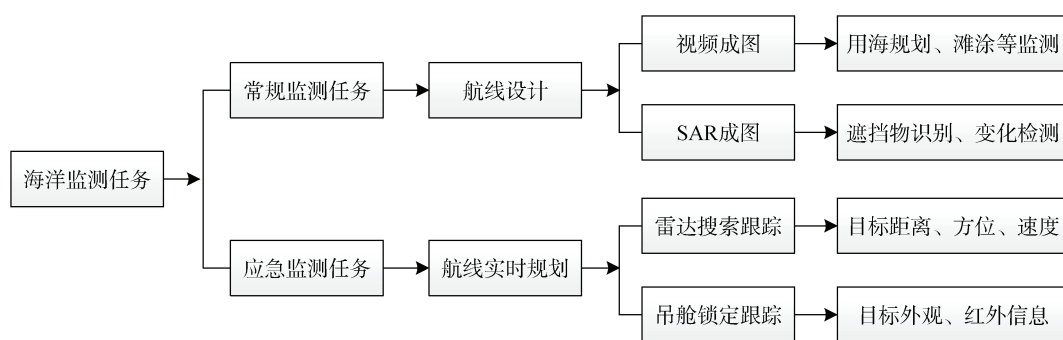 视频成图
用海规划、滩涂等监测
常规监测任务
航线设计
SAR成图
遮挡物识别、变化检测
海洋监测任务
雷达搜索跟踪
目标距离、方位、速度
应急监测任务
航线实时规划
吊舱锁定跟踪
目标外观、红外信息